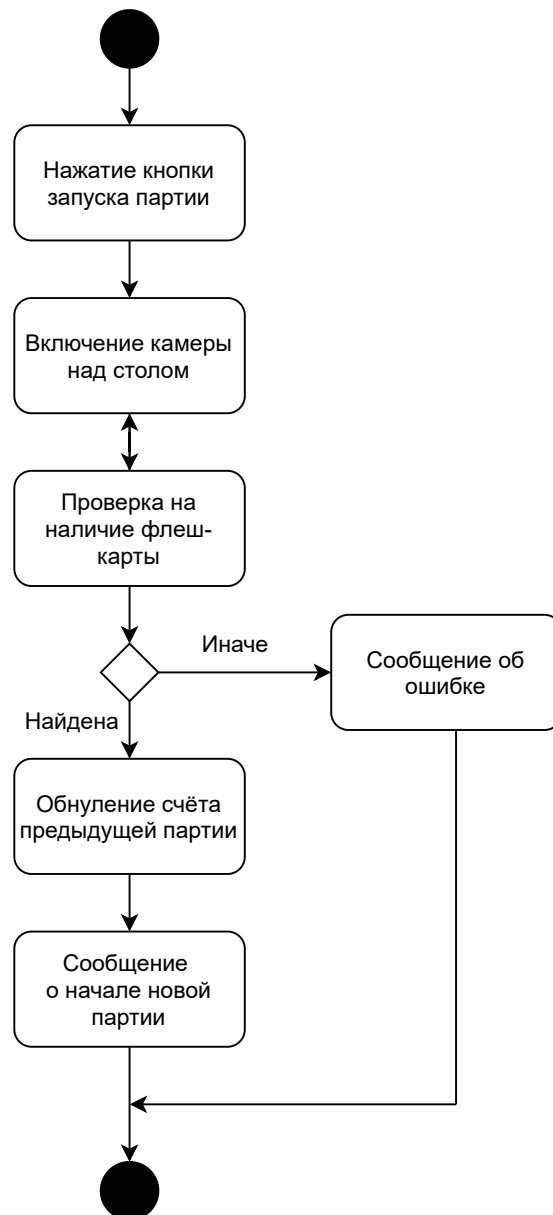 Нажатие кнопки
запуска партии
Включение камеры
над столом
Проверка на
наличие флеш-
карты
Иначе
Сообщение об
ошибке
Найдена
Обнуление счёта
предыдущей партии
Сообщение
о начале новой
партии